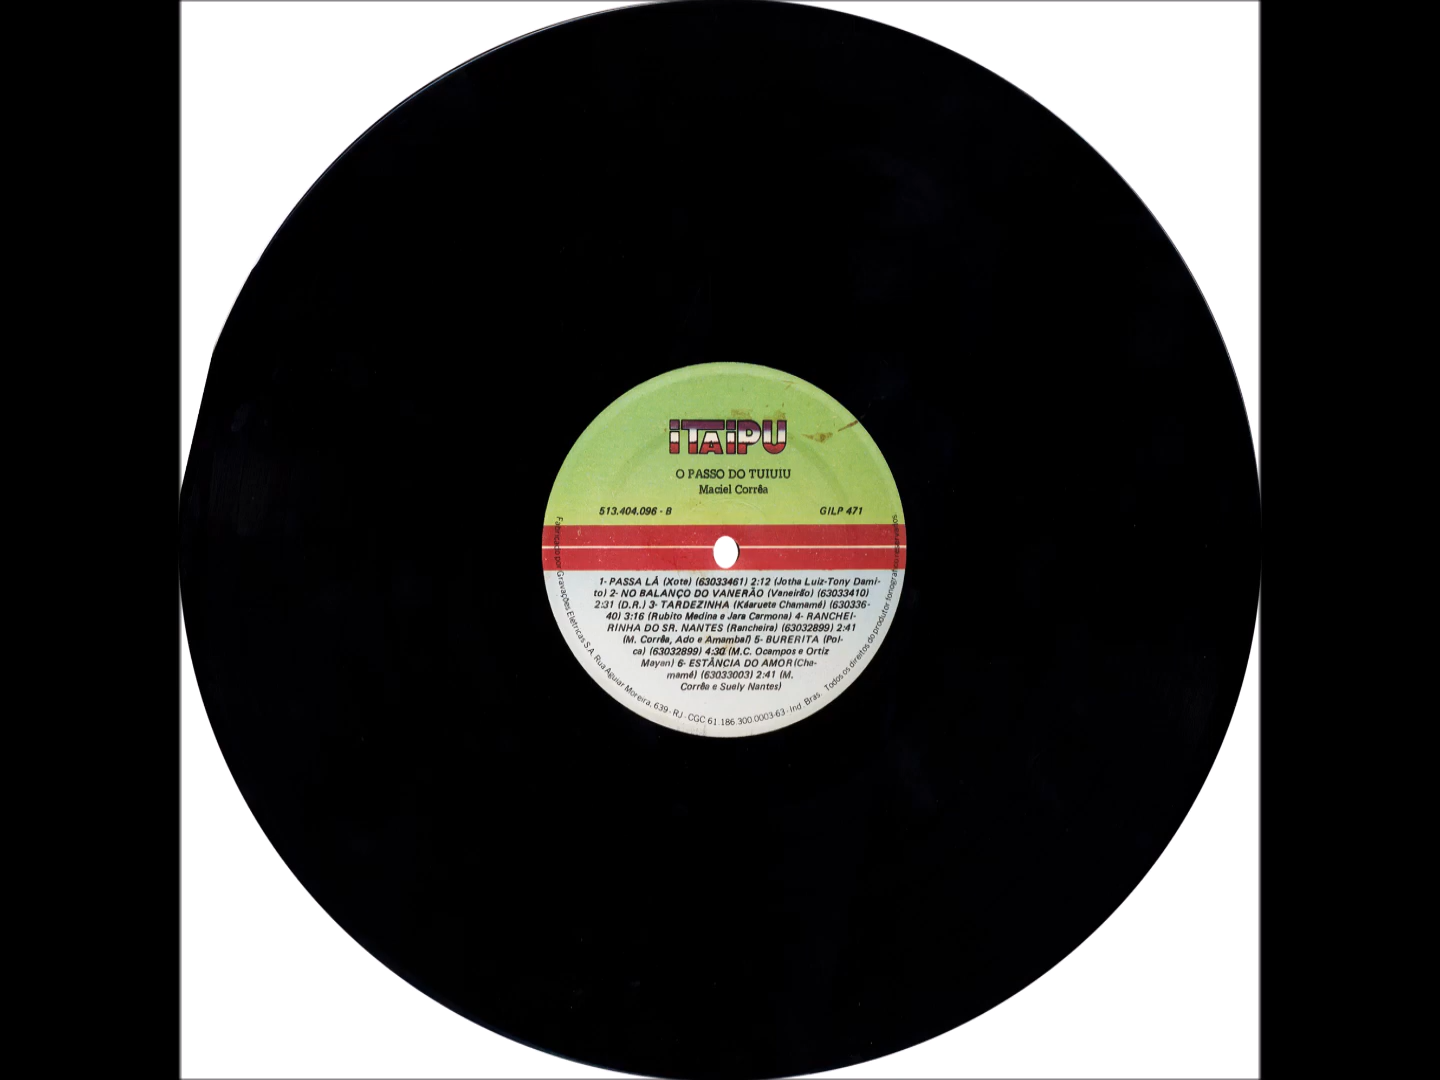 ITAIPU
O PASSO DO TUIUIU
Maciel Corrêa
513.404.096 - B
GILP 471
1- PASSA LÁ (Xote) (63033461) 2:12 (Jotha Luiz-Tony Dami-
to) 2- NO BALANÇO DO VANERÃO (Vaneirão) (63033410)
2:31 (D.R.) 3- TARDEZINHA (Káaruete Chamamé) (630336-
40) 3:16 (Rubito Medina e Jara Carmona) 4- RANCHEI-
RINHA DO SR. NANTES (Rancheira) (63032899) 2:41
(M. Corrêa, Ado e Amambaí) 5- BURERITA (Pol-
ca) (63032899) 4:30 (M.C. Ocampos e Ortiz
Mayan) 6- ESTÂNCIA DO AMOR (Cha-
mamé) (63033003) 2:41 (M.
Corrêa e Suely Nantes)
Fabricado por Gravações Elétricas S.A. Rua Aguiar Moreira, 639 - RJ - CGC 61.186.300.0003-63 - Ind. Bras. Todos os direitos do produtor fonográfico reservados.